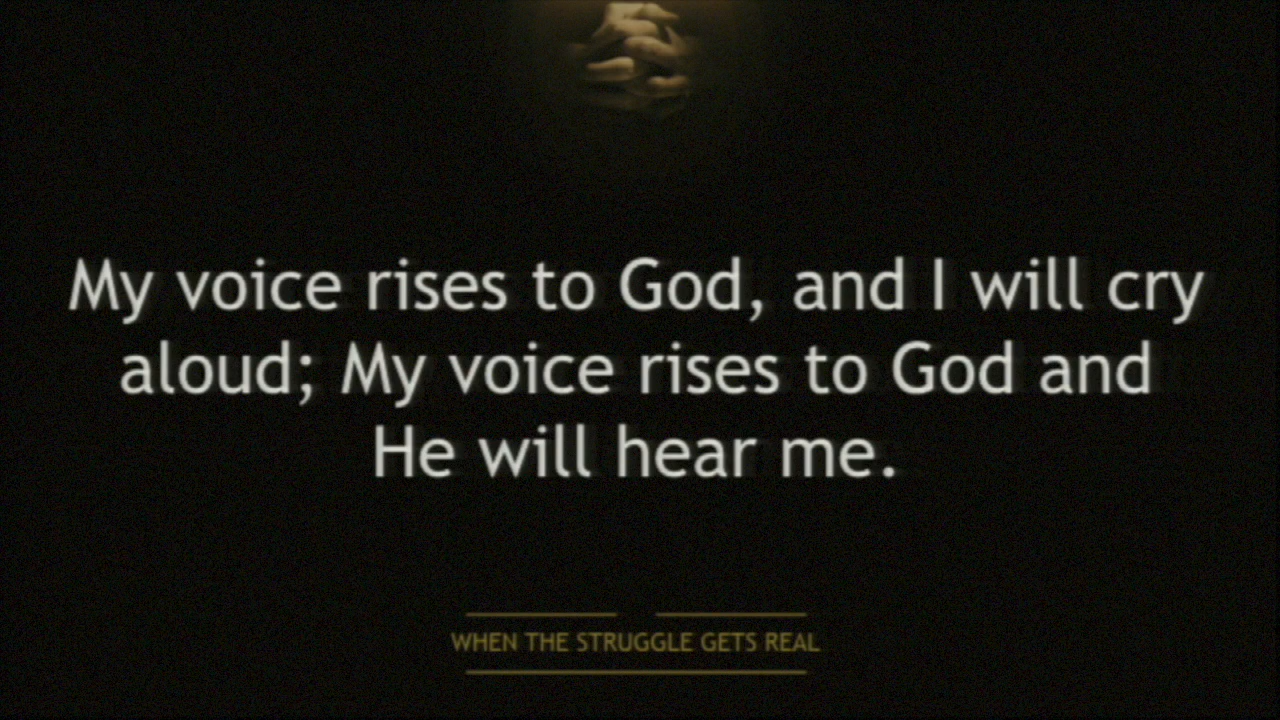 My voice rises to God, and I will cry
aloud; My voice rises to God and
He will hear me.
WHEN THE STRUGGLE GETS REAL